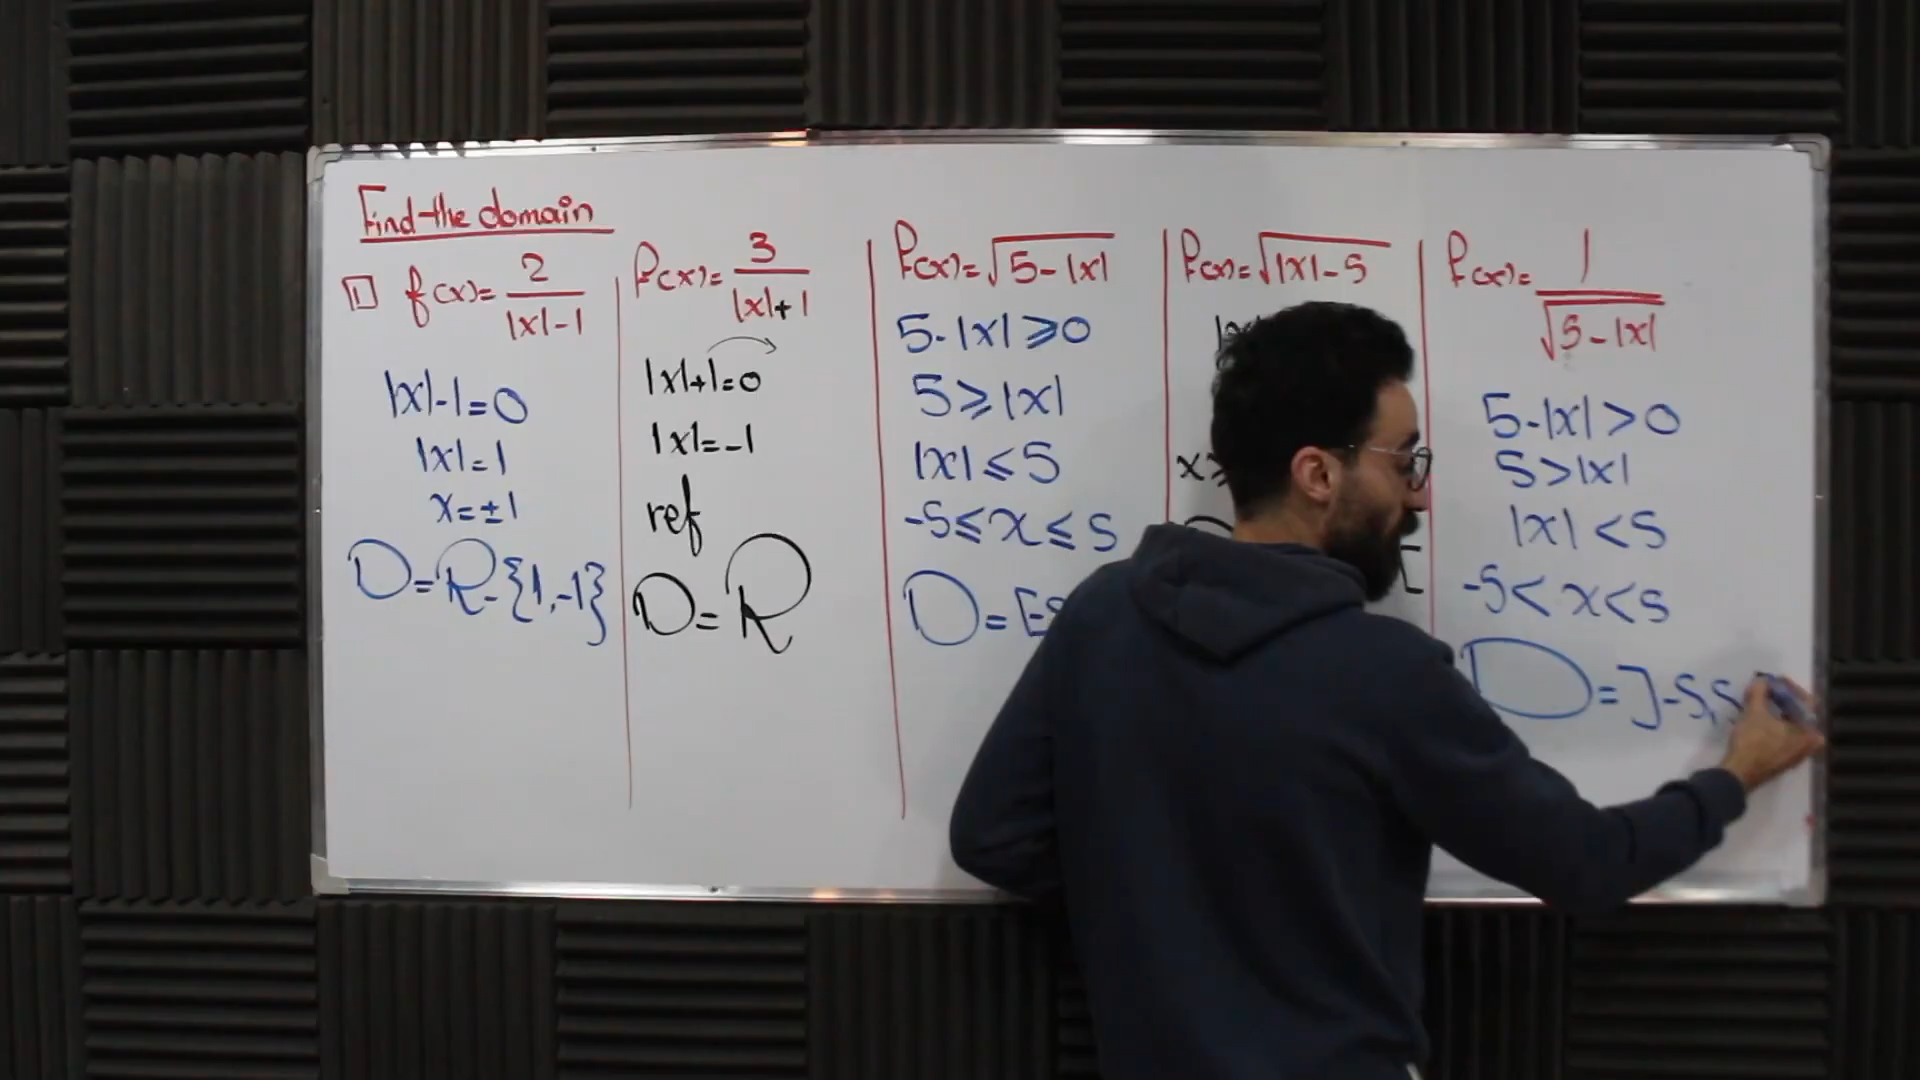 Find the domain
1 f(x)= 2/(|x|-1)
|x|-1=0
|x|=1
x=±1
D=R-{1,-1}
f(x)= 3/(|x|+1)
|x|+1=0
|x|=-1
ref
D=R
f(x)=√(5-|x|)
5-|x|⩾0
5⩾|x|
|x|⩽5
-5≤x≤5
D=[-5
f(x)=√(|x|-5)
f(x)= 1/√(5-|x|)
5-|x|>0
5>|x|
|x|<5
-5<x<5
D=]-5,5